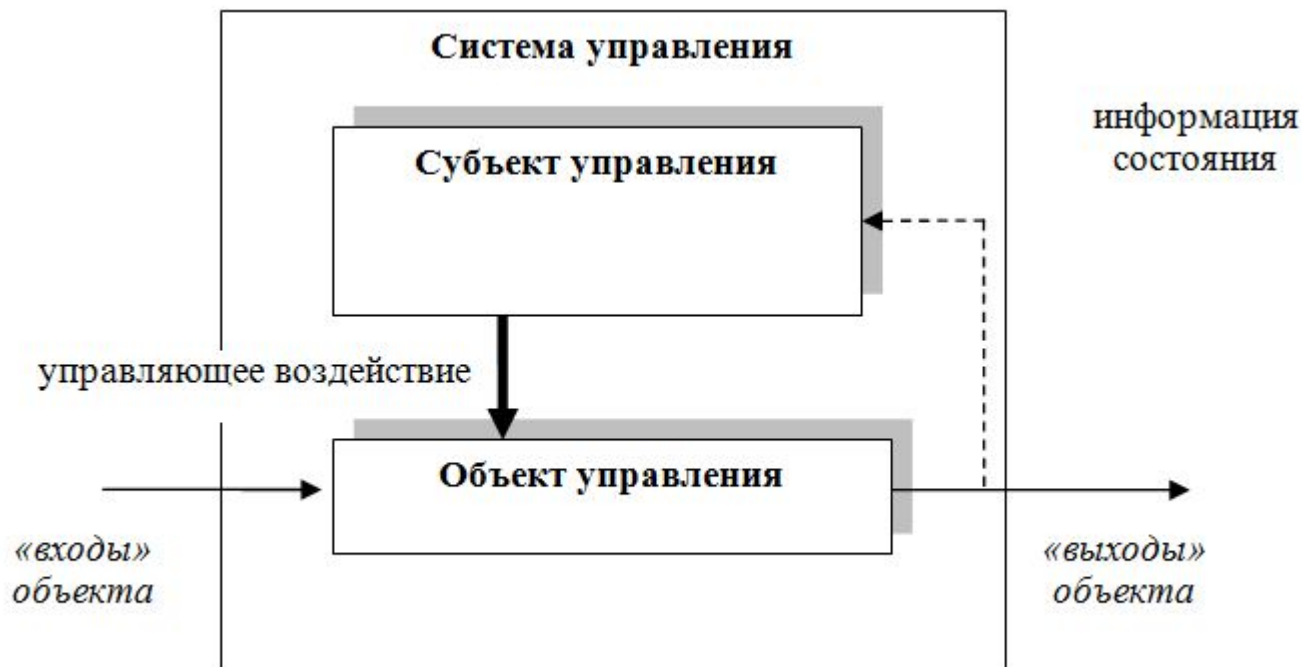 Система управления
информация
состояния
Субъект управления
управляющее воздействие
Объект управления
«входы»
объекта
«выходы»
объекта